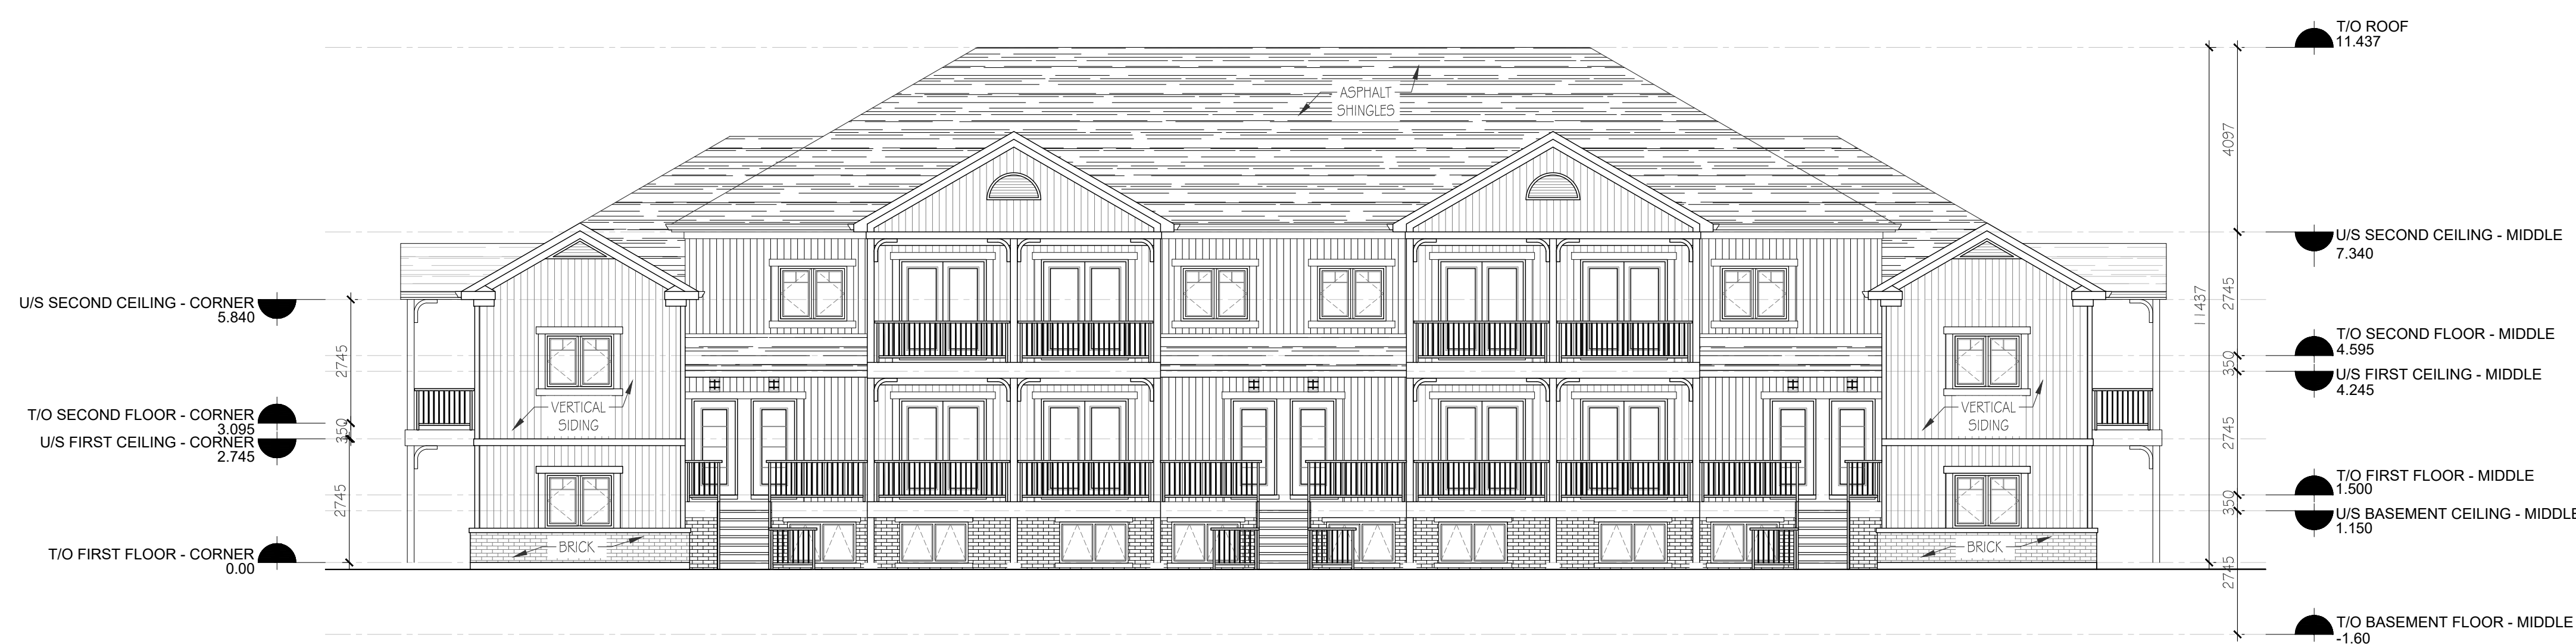 T/O ROOF
11.437
ASPHALT
SHINGLES
4097
U/S SECOND CEILING - MIDDLE
7.340
U/S SECOND CEILING - CORNER
5.840
11437
2745
T/O SECOND FLOOR - MIDDLE
4.595
2745
350
U/S FIRST CEILING - MIDDLE
4.245
T/O SECOND FLOOR - CORNER
3.095
VERTICAL
SIDING
VERTICAL
SIDING
350
U/S FIRST CEILING - CORNER
2.745
2745
T/O FIRST FLOOR - MIDDLE
1.500
2745
350
U/S BASEMENT CEILING - MIDDLE
1.150
T/O FIRST FLOOR - CORNER
0.00
BRICK
BRICK
2745
T/O BASEMENT FLOOR - MIDDLE
-1.60